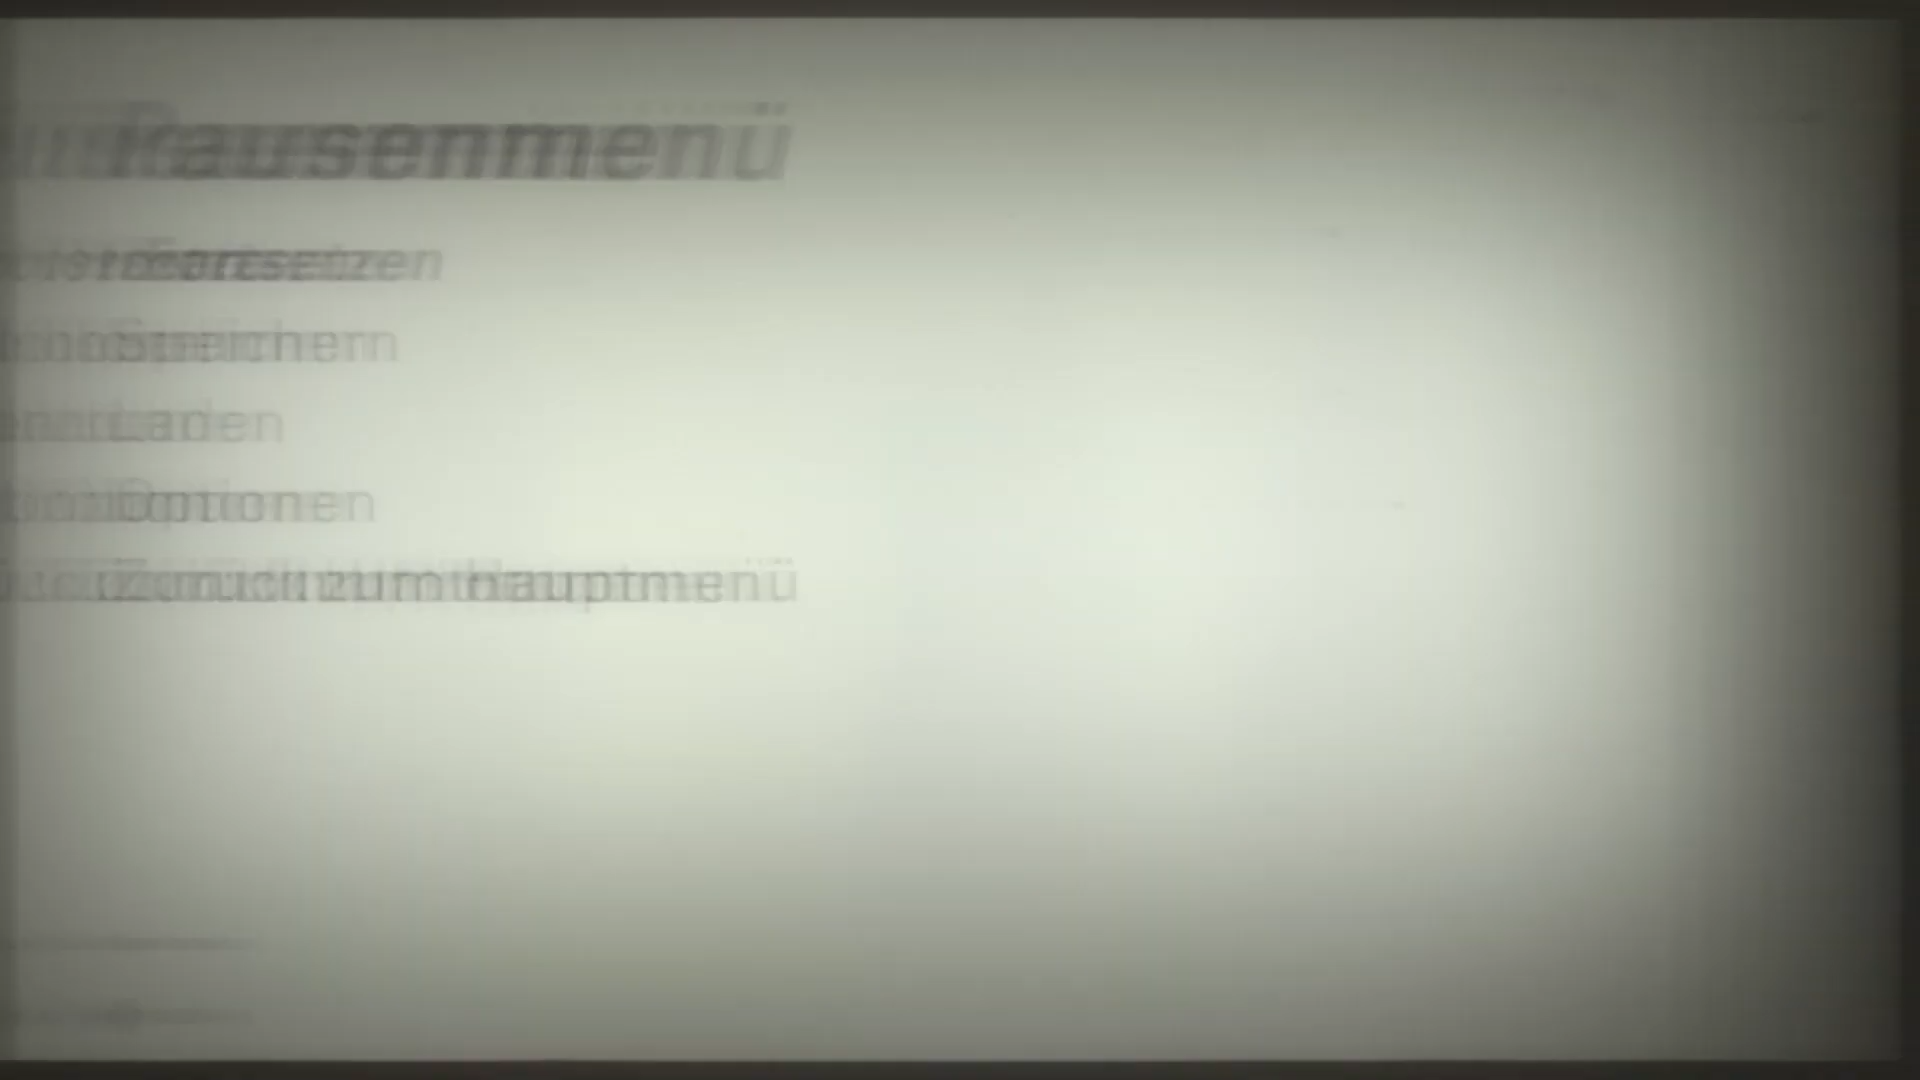 Pausenmenü
Fortsetzen
Speichern
Laden
Optionen
Zurück zum Hauptmenü